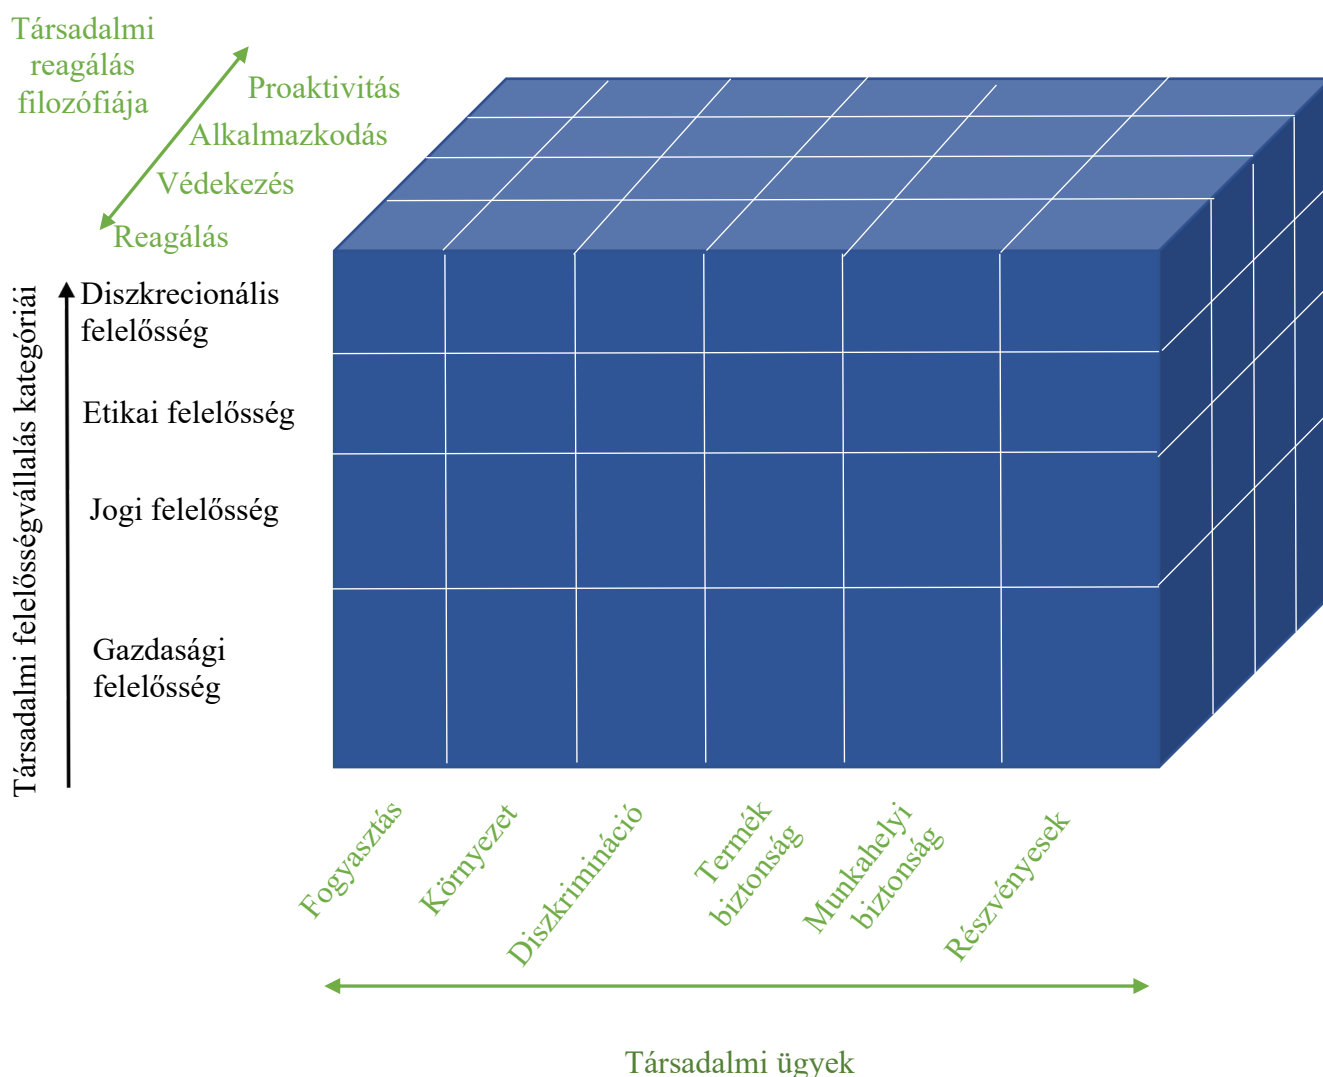 Társadalmi
reagálás
filozófiája
Proaktivitás
Alkalmazkodás
Védekezés
Reagálás
Társadalmi felelősségvállalás kategóriái
Diszkrecionális
felelősség
Etikai felelősség
Jogi felelősség
Gazdasági
felelősség
Fogyasztás
Környezet
Diszkrimináció
Termék
biztonság
Munkahelyi
biztonság
Részvényesek
Társadalmi ügyek